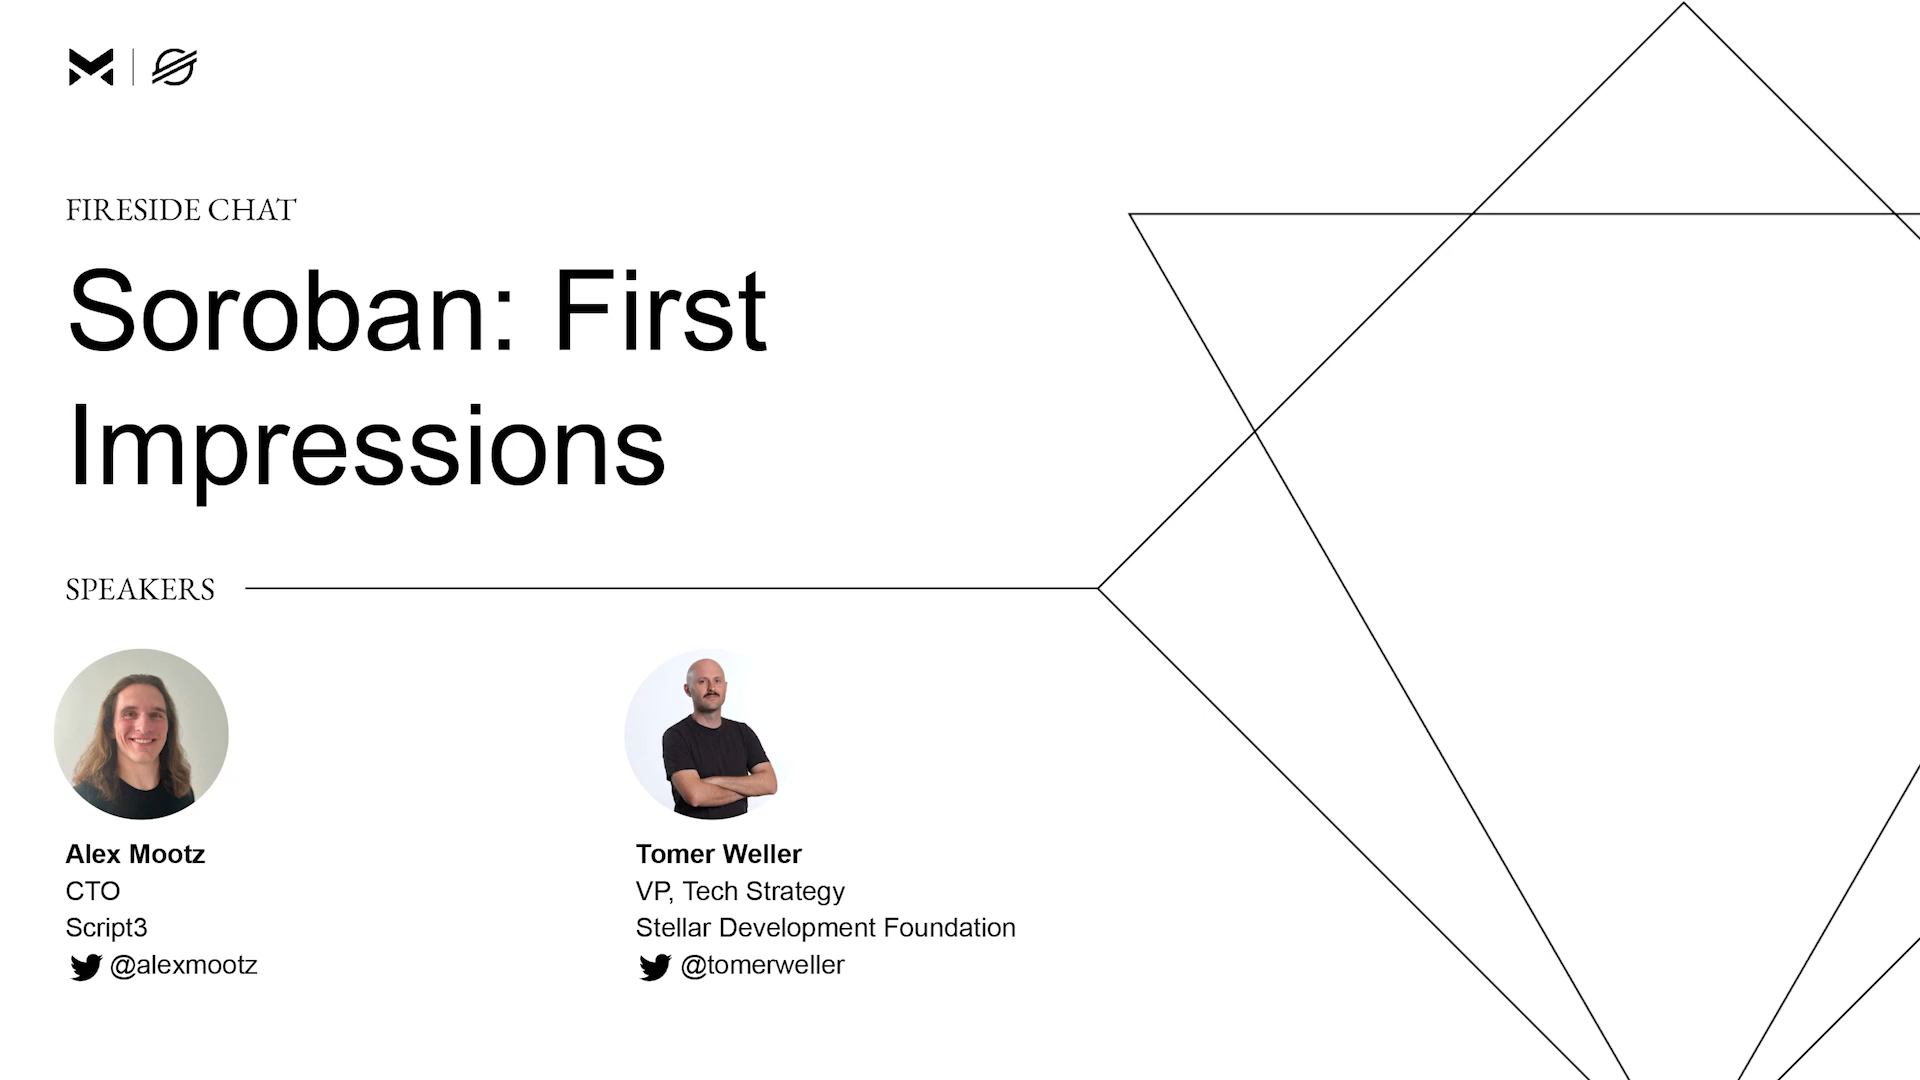 FIRESIDE CHAT
Soroban: First
Impressions
SPEAKERS
Alex Mootz
CTO
Script3
@alexmootz
Tomer Weller
VP, Tech Strategy
Stellar Development Foundation
@tomerweller